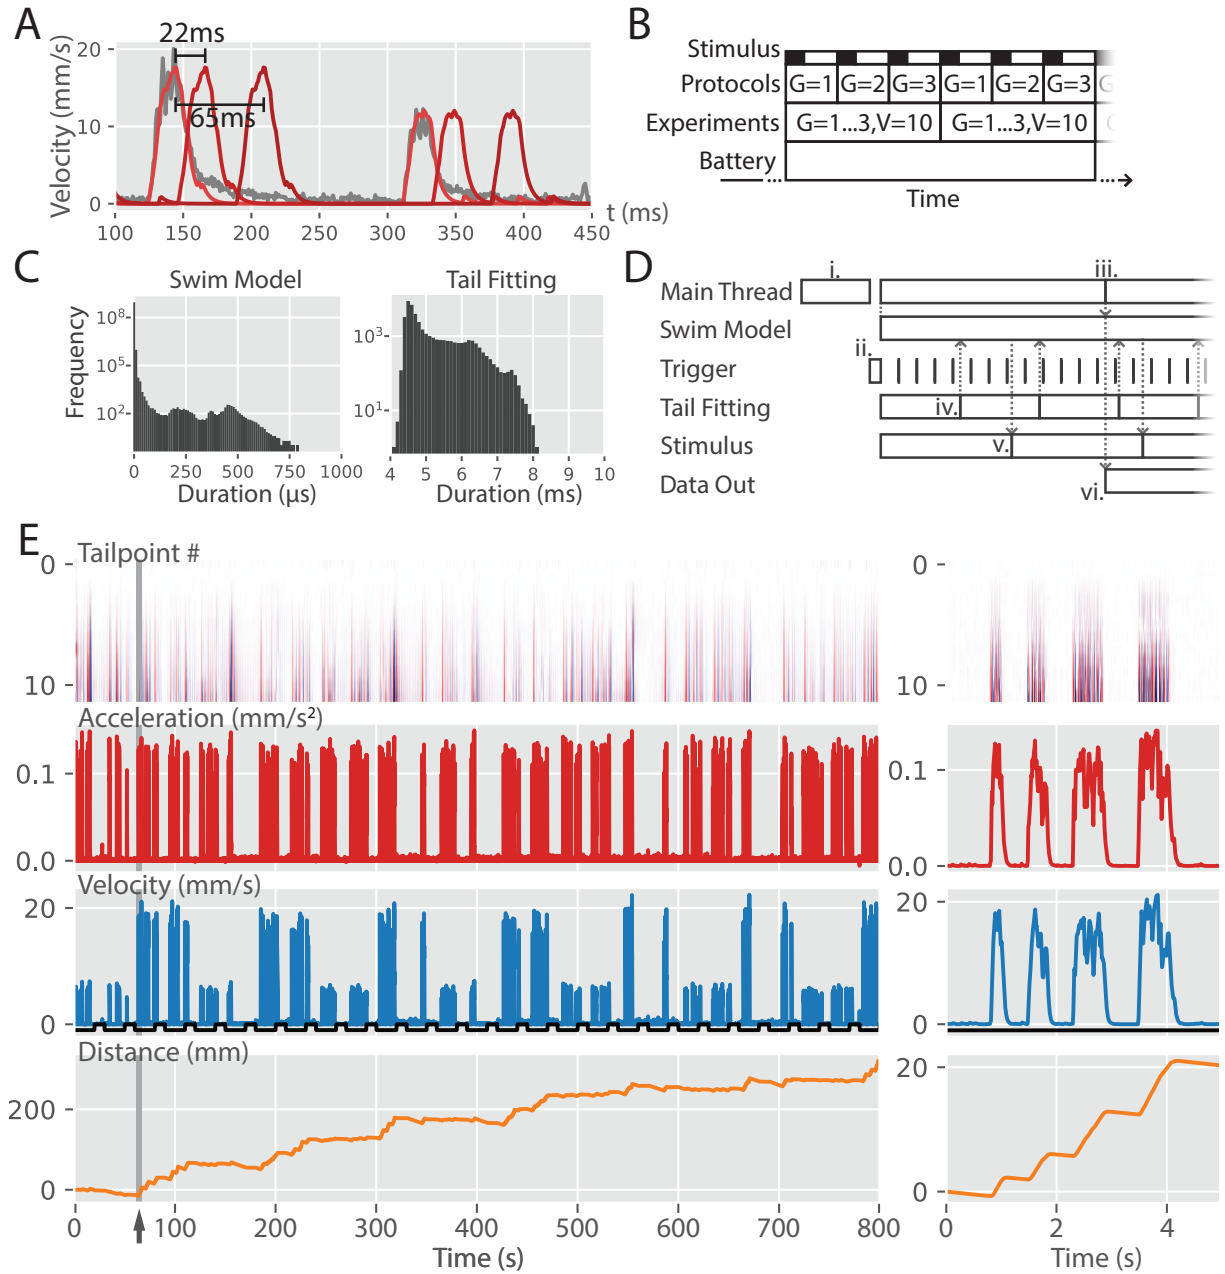 A
22ms
65ms
Velocity (mm/s)
20
10
0
100 150 200 250 300 350 400 450
t (ms)
B
Stimulus
Protocols G=1 G=2 G=3 G=1 G=2 G=3 G
Experiments G=1...3,V=10 G=1...3,V=10
Battery
... ...
Time
C
Swim Model
Frequency
10⁸
10⁵
10²
0 250 500 750 1000
Duration (µs)
Tail Fitting
10³
10¹
4 5 6 7 8 9 10
Duration (ms)
D
i. iii.
Main Thread
Swim Model
ii.
Trigger
Tail Fitting iv.
Stimulus v.
Data Out vi.
E
Tailpoint #
0
10
0
10
Acceleration (mm/s²)
0.1
0.0
0.1
0.0
Velocity (mm/s)
20
0
20
0
Distance (mm)
200
0
20
0
0 100 200 300 400 500 600 700 800
Time (s)
0 2 4
Time (s)